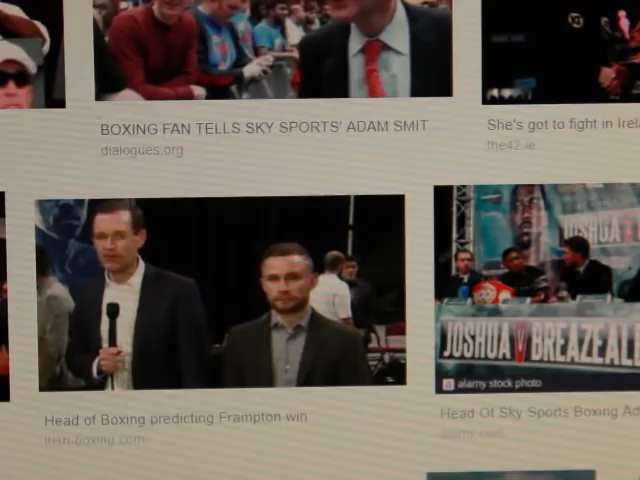 BOXING FAN TELLS SKY SPORTS' ADAM SMIT
dialogues.org
She's got to fight in Irel
the42.ie
JOSHUA V
JOSHUA V BREAZEALE
a alamy stock photo
Head of Boxing predicting Frampton win
irish-boxing.com
Head Of Sky Sports Boxing Ad